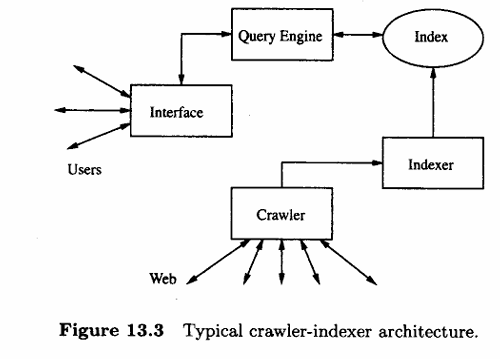 Query Engine
Index
Interface
Users
Indexer
Crawler
Web
Figure 13.3 Typical crawler-indexer architecture.